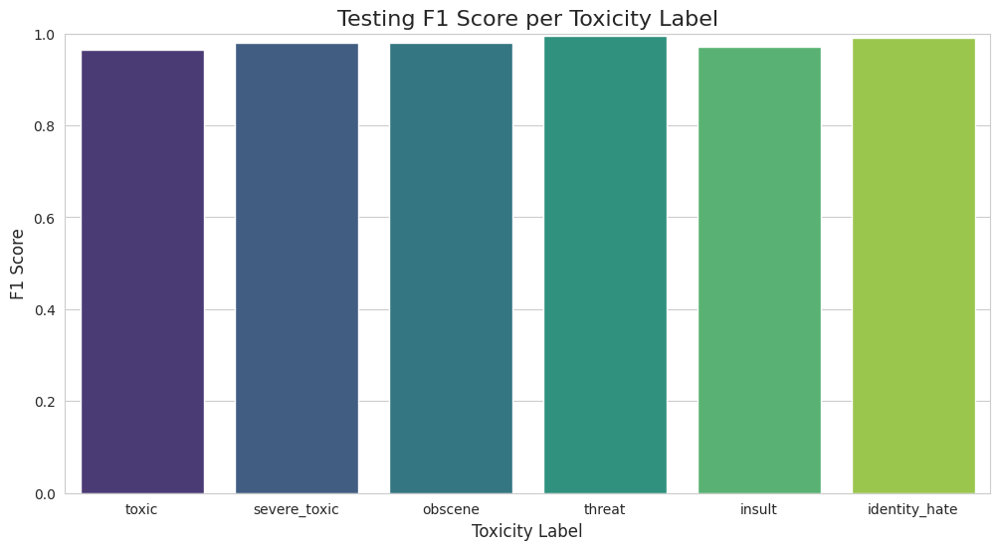 Testing F1 Score per Toxicity Label
1.0
0.8
0.6
0.4
0.2
0.0
F1 Score
toxic severe_toxic obscene threat insult identity_hate
Toxicity Label